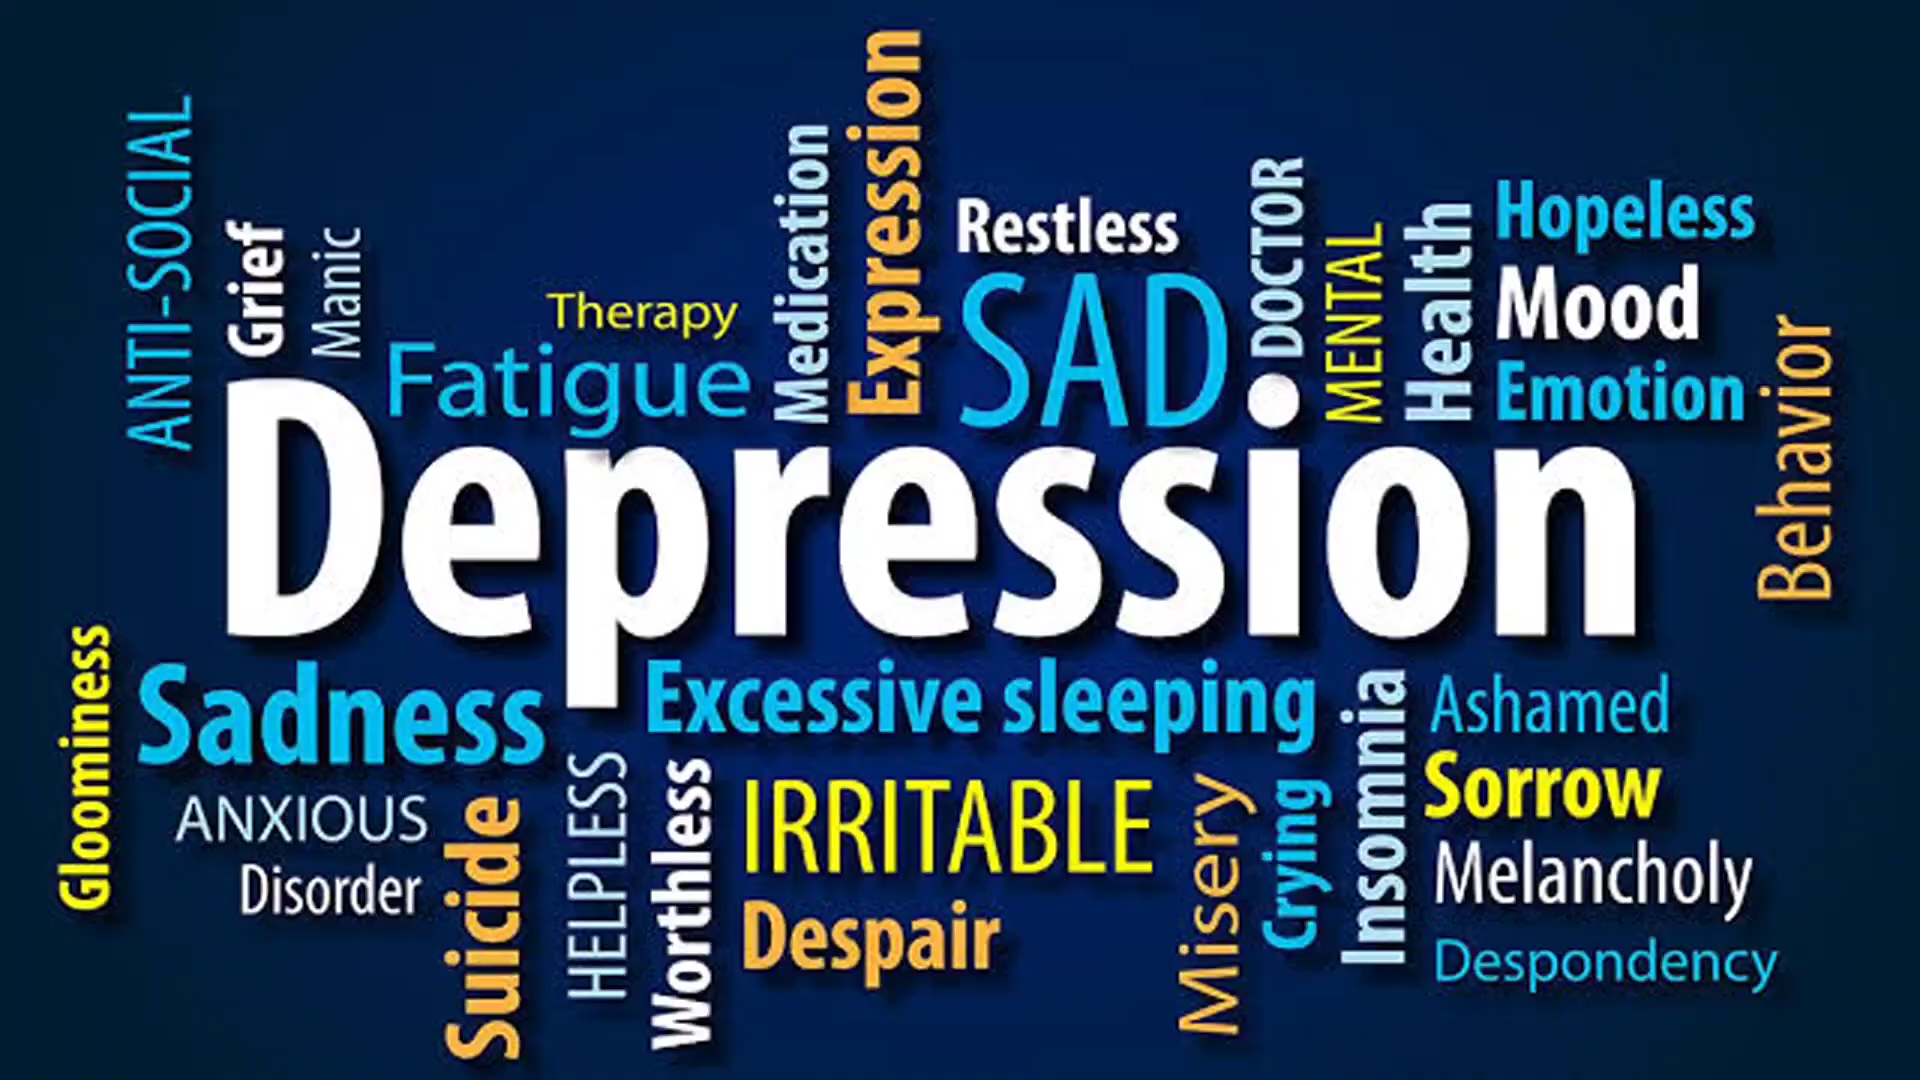 ANTI-SOCIAL
Grief
Manic
Therapy
Fatigue
Medication
Expression
Restless
SAD
DOCTOR
MENTAL
Health
Hopeless
Mood
Emotion
Behavior
Depression
Gloominess
Sadness
ANXIOUS
Disorder
Suicide
HELPLESS
Worthless
Excessive sleeping
IRRITABLE
Despair
Misery
Crying
Insomnia
Ashamed
Sorrow
Melancholy
Despondency